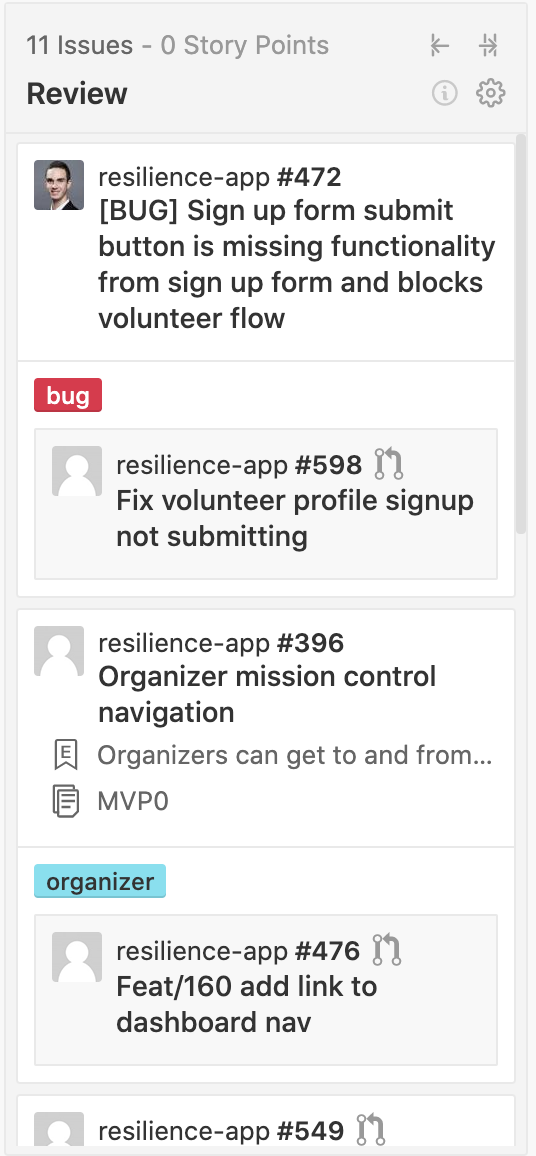 11 Issues - 0 Story Points
Review
resilience-app #472
[BUG] Sign up form submit
button is missing functionality
from sign up form and blocks
volunteer flow
bug
resilience-app #598
Fix volunteer profile signup
not submitting
resilience-app #396
Organizer mission control
navigation
E Organizers can get to and from...
MVP0
organizer
resilience-app #476
Feat/160 add link to
dashboard nav
resilience-app #549